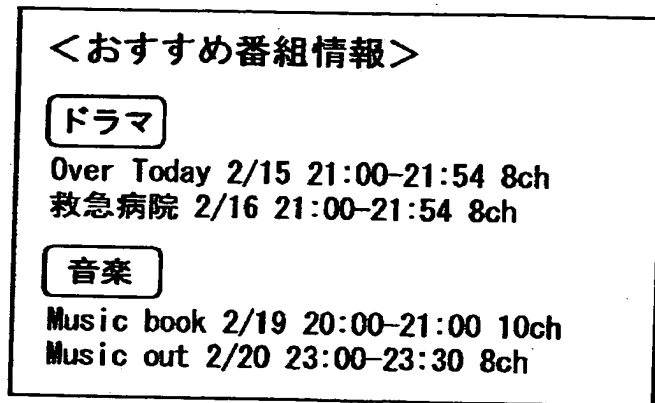 ＜おすすめ番組情報＞
ドラマ
Over Today 2/15 21:00-21:54 8ch
救急病院 2/16 21:00-21:54 8ch
音楽
Music book 2/19 20:00-21:00 10ch
Music out 2/20 23:00-23:30 8ch